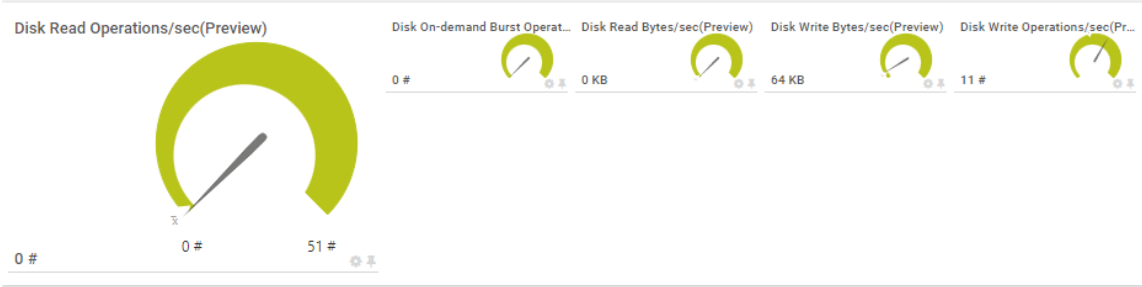 Disk Read Operations/sec(Preview)
0 #
51 #
0 #
Disk On-demand Burst Operat...
0 #
Disk Read Bytes/sec(Preview)
0 KB
Disk Write Bytes/sec(Preview)
64 KB
Disk Write Operations/sec(Pr...
11 #